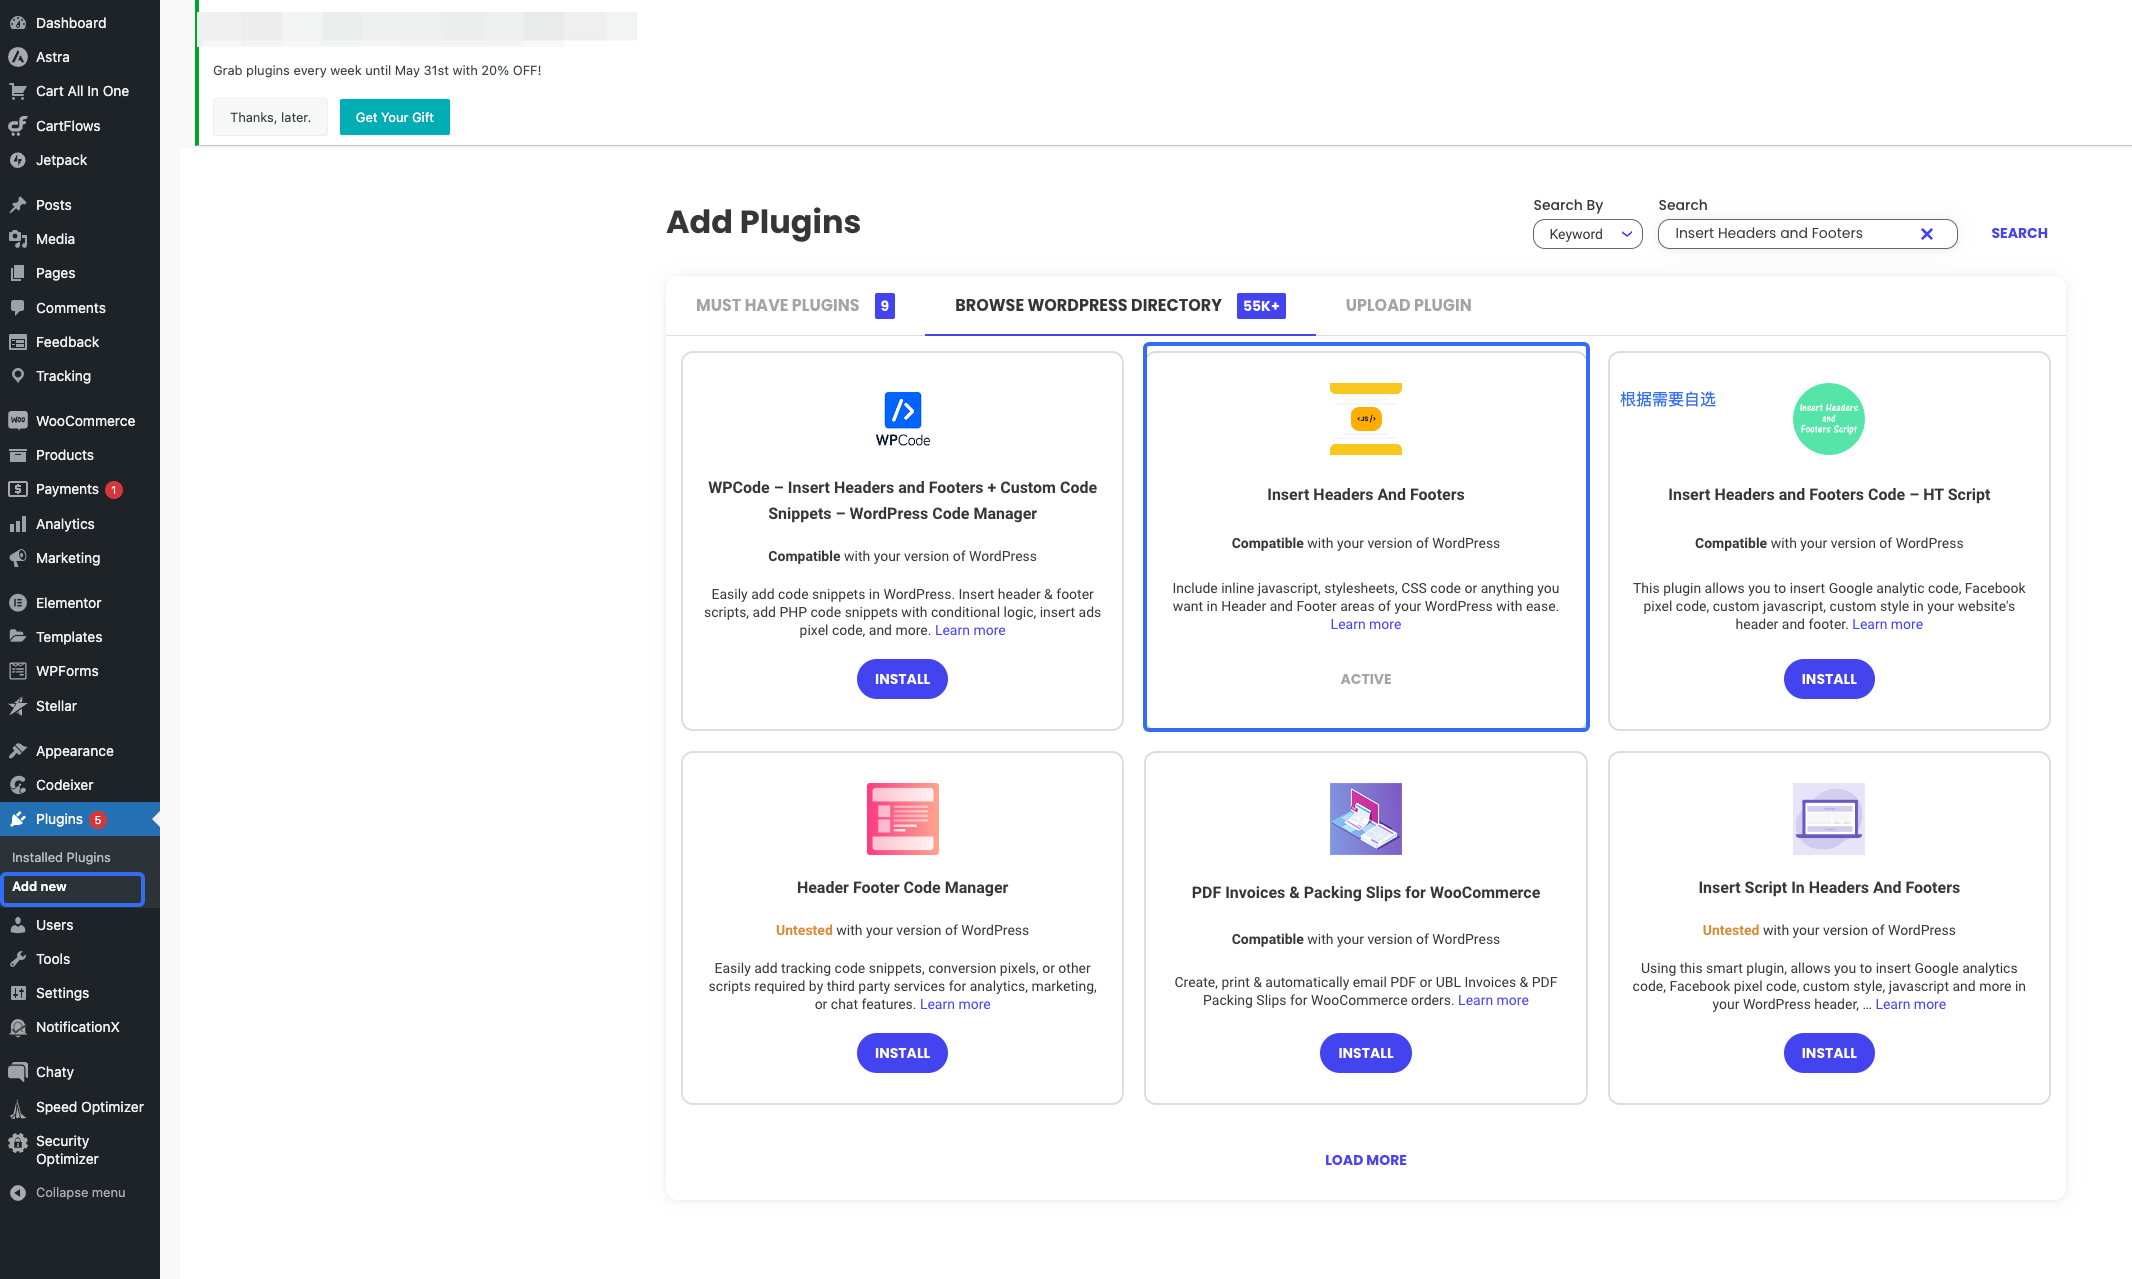 Dashboard
Astra
Cart All In One
CartFlows
Jetpack
Posts
Media
Pages
Comments
Feedback
Tracking
WooCommerce
Products
Payments 1
Analytics
Marketing
Elementor
Templates
WPForms
Stellar
Appearance
Codeixer
Plugins 5
Installed Plugins
Add new
Users
Tools
Settings
NotificationX
Chaty
Speed Optimizer
Security
Optimizer
Collapse menu
Grab plugins every week until May 31st with 20% OFF!
Thanks, later.
Get Your Gift
Add Plugins
Search By
Keyword
Search
Insert Headers and Footers
SEARCH
MUST HAVE PLUGINS 9
BROWSE WORDPRESS DIRECTORY 55K+
UPLOAD PLUGIN
WPCode
WPCode – Insert Headers and Footers + Custom Code
Snippets – WordPress Code Manager
Compatible with your version of WordPress
Easily add code snippets in WordPress. Insert header & footer
scripts, add PHP code snippets with conditional logic, insert ads
pixel code, and more. Learn more
INSTALL
<JS/>
Insert Headers And Footers
Compatible with your version of WordPress
Include inline javascript, stylesheets, CSS code or anything you
want in Header and Footer areas of your WordPress with ease.
Learn more
ACTIVE
根据需要自选
Insert Headers
and
Footers Script
Insert Headers and Footers Code – HT Script
Compatible with your version of WordPress
This plugin allows you to insert Google analytic code, Facebook
pixel code, custom javascript, custom style in your website's
header and footer. Learn more
INSTALL
Header Footer Code Manager
Untested with your version of WordPress
Easily add tracking code snippets, conversion pixels, or other
scripts required by third party services for analytics, marketing,
or chat features. Learn more
INSTALL
PDF Invoices & Packing Slips for WooCommerce
Compatible with your version of WordPress
Create, print & automatically email PDF or UBL Invoices & PDF
Packing Slips for WooCommerce orders. Learn more
INSTALL
Insert Script In Headers And Footers
Untested with your version of WordPress
Using this smart plugin, allows you to insert Google analytics
code, Facebook pixel code, custom style, javascript and more in
your WordPress header, … Learn more
INSTALL
LOAD MORE